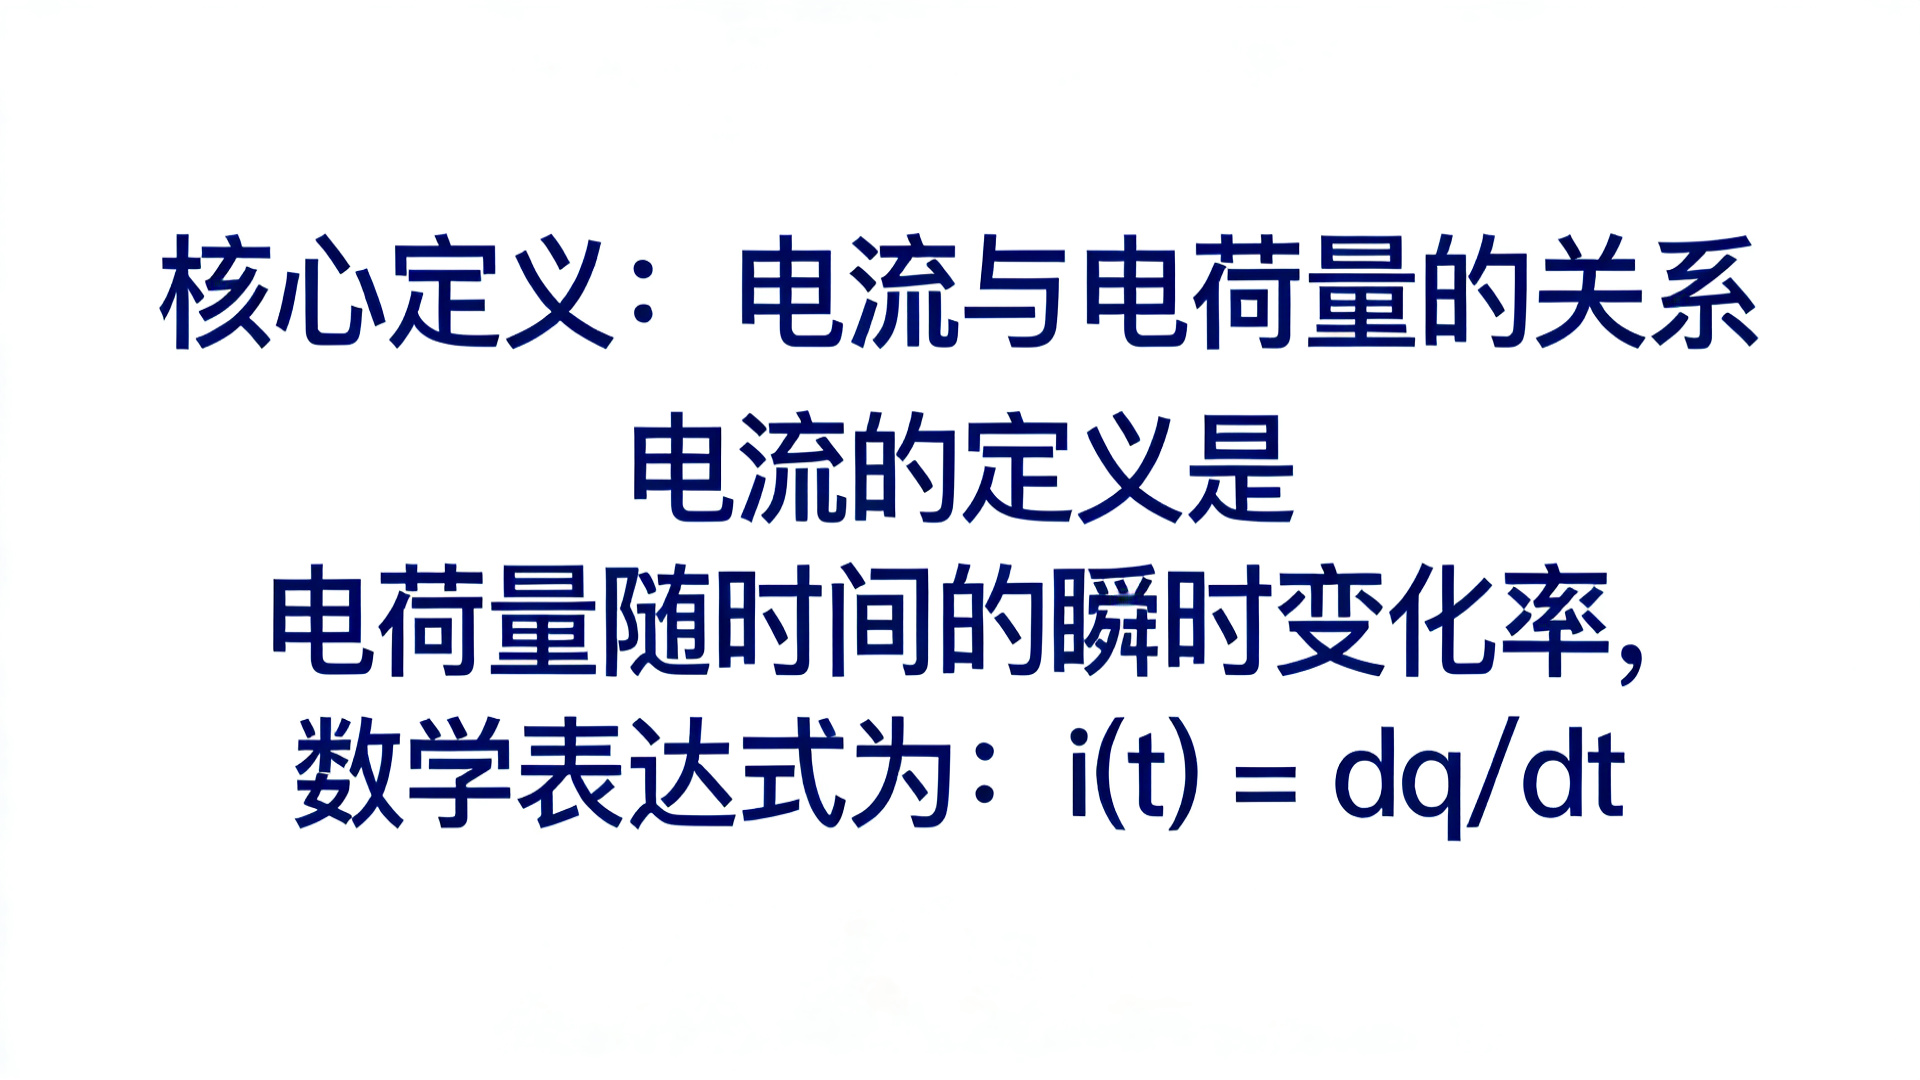 核心定义：电流与电荷量的关系
电流的定义是
电荷量随时间的瞬时变化率,
数学表达式为：i(t) = dq/dt